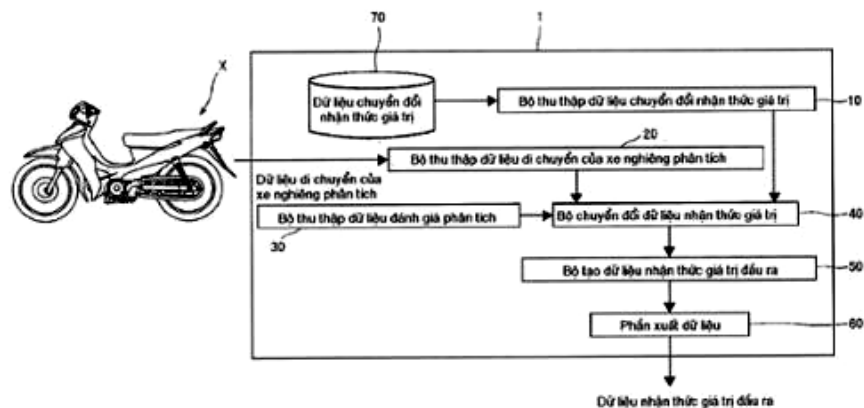 1
70
X
Dữ liệu chuyển đổi
nhận thức giá trị
Bộ thu thập dữ liệu chuyển đổi nhận thức giá trị
10
20
Bộ thu thập dữ liệu di chuyển của xe nghiêng phân tích
Dữ liệu di chuyển của
xe nghiêng phân tích
Bộ thu thập dữ liệu đánh giá phân tích
30
Bộ chuyển đổi dữ liệu nhận thức giá trị
40
Bộ tạo dữ liệu nhận thức giá trị đầu ra
50
Phần xuất dữ liệu
60
Dữ liệu nhận thức giá trị đầu ra